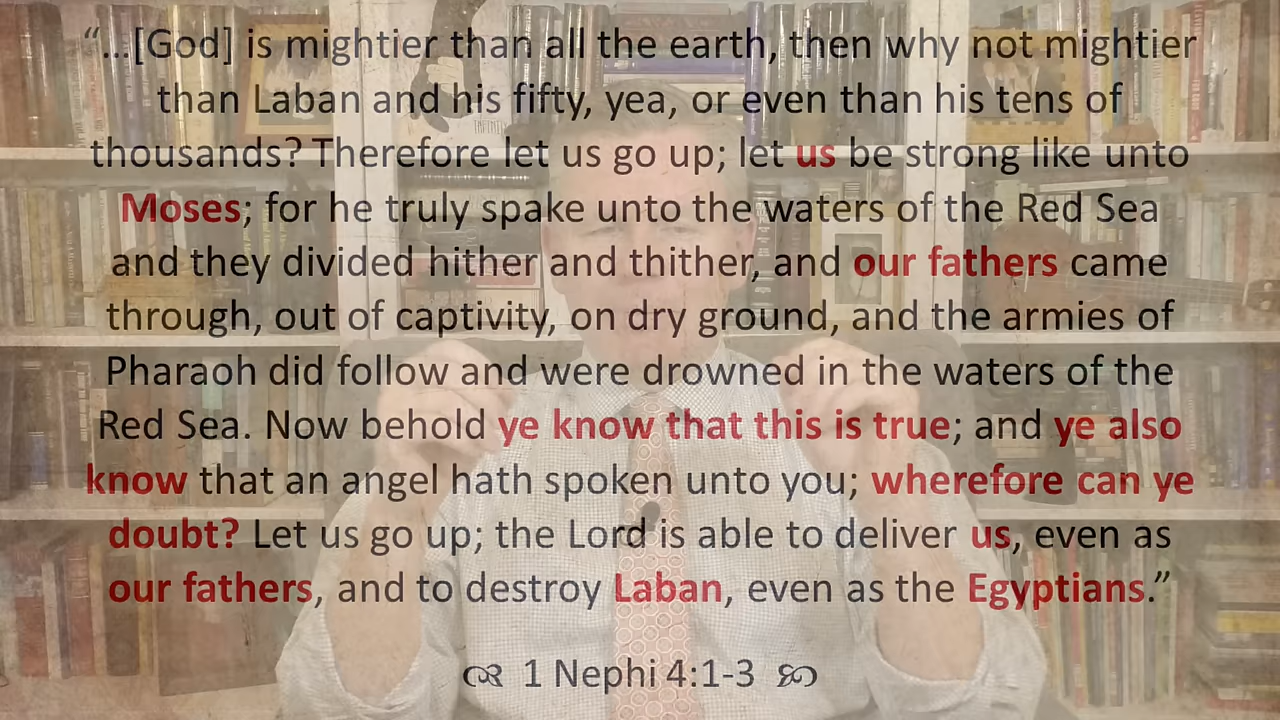 “...[God] is mightier than all the earth, then why not mightier
than Laban and his fifty, yea, or even than his tens of
thousands? Therefore let us go up; let us be strong like unto
Moses; for he truly spake unto the waters of the Red Sea
and they divided hither and thither, and our fathers came
through, out of captivity, on dry ground, and the armies of
Pharaoh did follow and were drowned in the waters of the
Red Sea. Now behold ye know that this is true; and ye also
know that an angel hath spoken unto you; wherefore can ye
doubt? Let us go up; the Lord is able to deliver us, even as
our fathers, and to destroy Laban, even as the Egyptians.”
1 Nephi 4:1-3
INFINITY